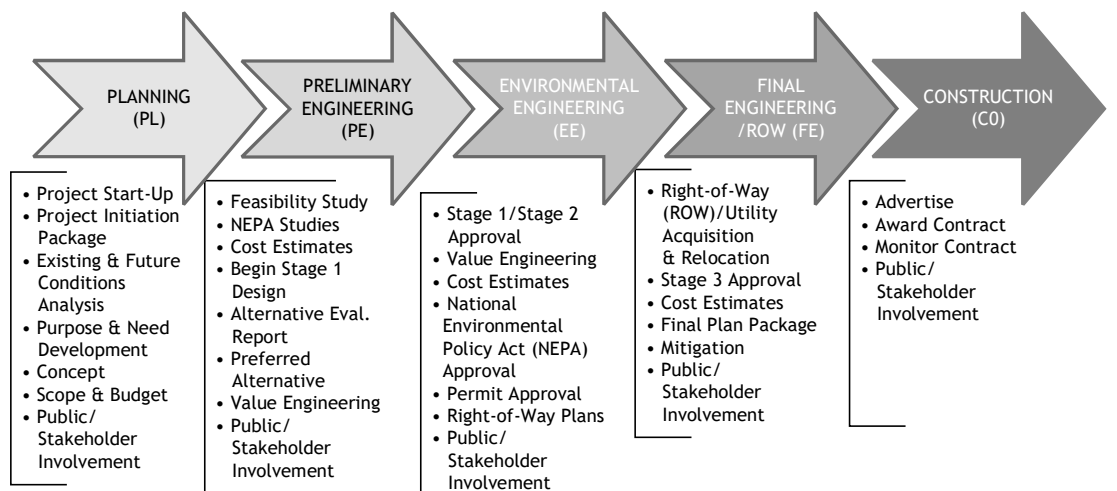 PLANNING
(PL)
PRELIMINARY
ENGINEERING
(PE)
ENVIRONMENTAL
ENGINEERING
(EE)
FINAL
ENGINEERING
/ROW (FE)
CONSTRUCTION
(C0)
• Project Start-Up
• Project Initiation
Package
• Existing & Future
Conditions
Analysis
• Purpose & Need
Development
• Concept
• Scope & Budget
• Public/
Stakeholder
Involvement
• Feasibility Study
• NEPA Studies
• Cost Estimates
• Begin Stage 1
Design
• Alternative Eval.
Report
• Preferred
Alternative
• Value Engineering
• Public/
Stakeholder
Involvement
• Stage 1/Stage 2
Approval
• Value Engineering
• Cost Estimates
• National
Environmental
Policy Act (NEPA)
Approval
• Permit Approval
• Right-of-Way Plans
• Public/
Stakeholder
Involvement
• Right-of-Way
(ROW)/Utility
Acquisition
& Relocation
• Stage 3 Approval
• Cost Estimates
• Final Plan Package
• Mitigation
• Public/
Stakeholder
Involvement
• Advertise
• Award Contract
• Monitor Contract
• Public/
Stakeholder
Involvement